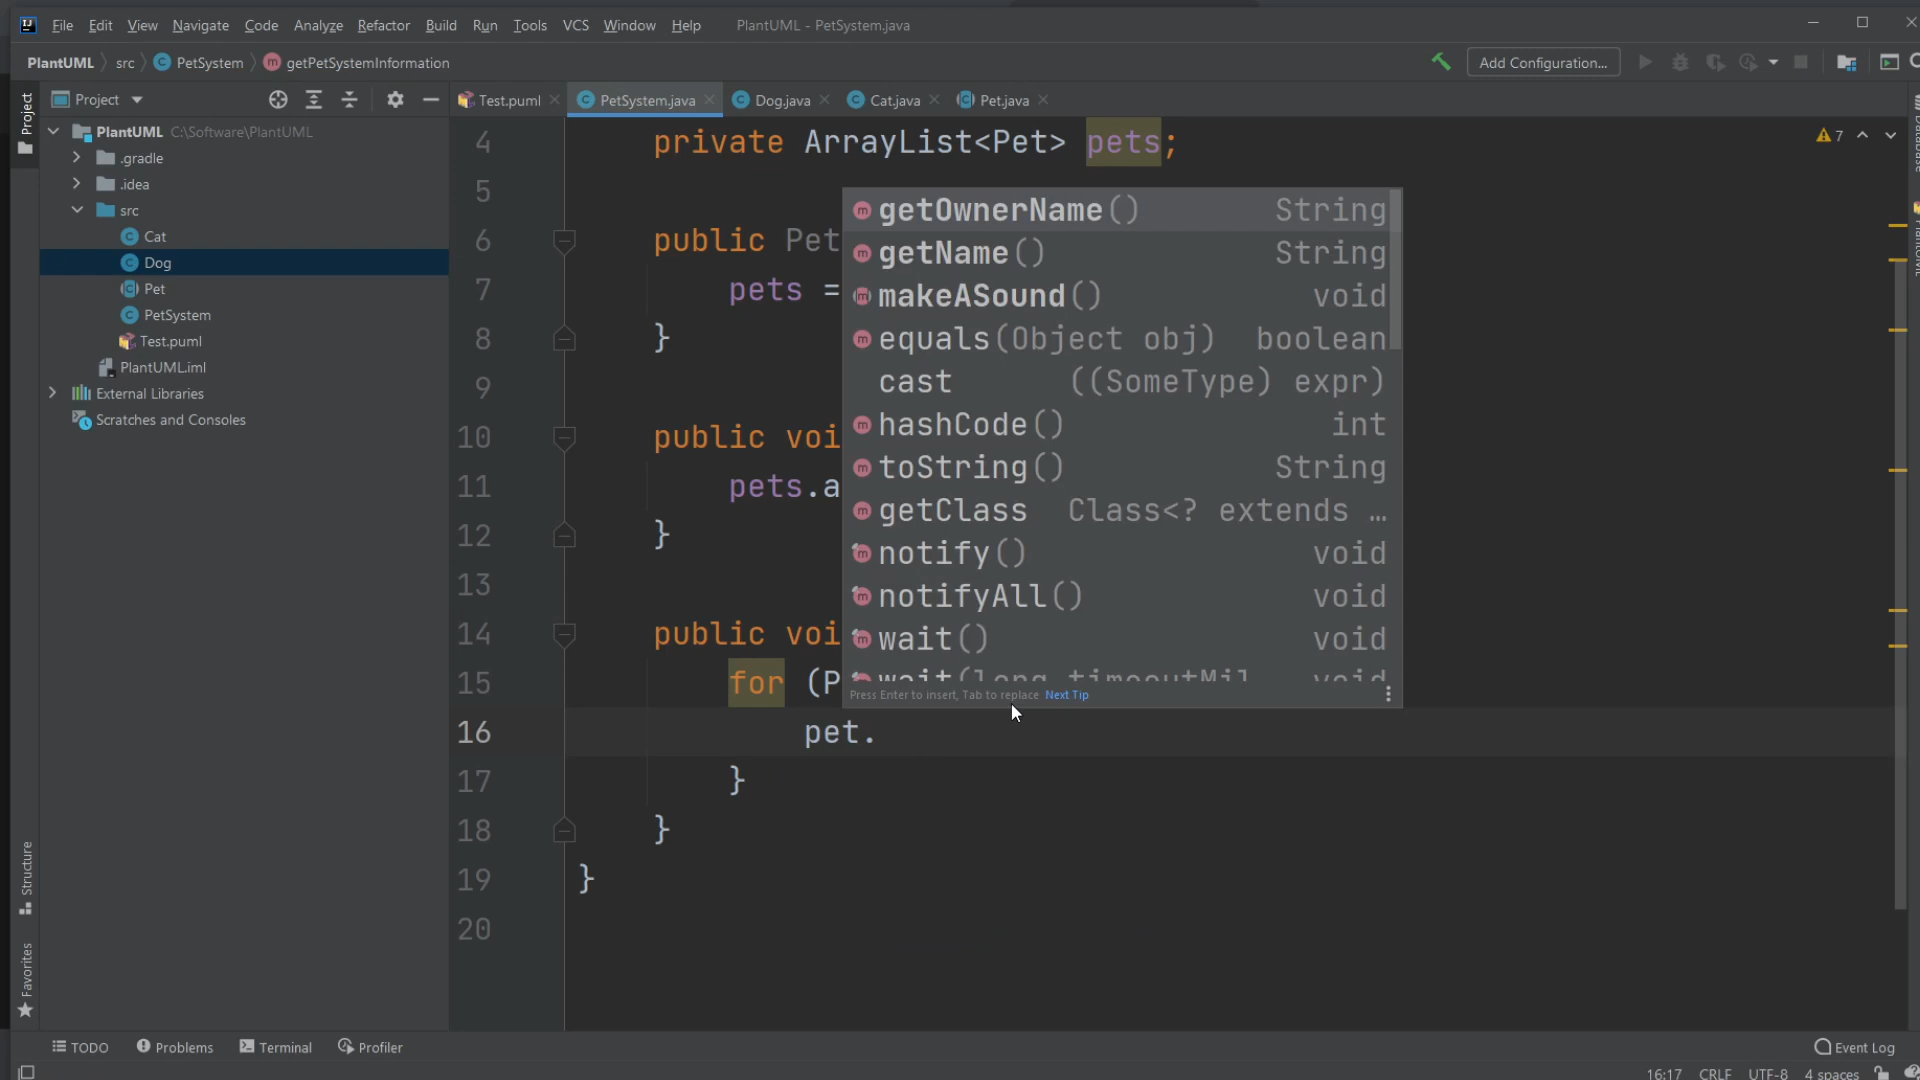 File Edit View Navigate Code Analyze Refactor Build Run Tools VCS Window Help PlantUML - PetSystem.java
PlantUML src PetSystem getPetSystemInformation Add Configuration...
Project
Project
Test.puml PetSystem.java Dog.java Cat.java Pet.java
PlantUML C:\Software\PlantUML
.gradle
.idea
src
Cat
Dog
Pet
PetSystem
Test.puml
PlantUML.iml
External Libraries
Scratches and Consoles
4 private ArrayList<Pet> pets;
7
5
6 public Pet
7 pets =
8 }
9
10 public voi
11 pets.a
12 }
13
14 public voi
15 for (P
16 pet.
17 }
18 }
19 }
20
getOwnerName() String
getName() String
makeASound() void
equals(Object obj) boolean
cast ((SomeType) expr)
hashCode() int
toString() String
getClass Class<? extends …
notify() void
notifyAll() void
wait() void
wait(long timeoutMil void
Press Enter to insert, Tab to replace Next Tip
Database
PlantUML
Structure
Favorites
TODO Problems Terminal Profiler Event Log
16:17 CRLF UTF-8 4 spaces